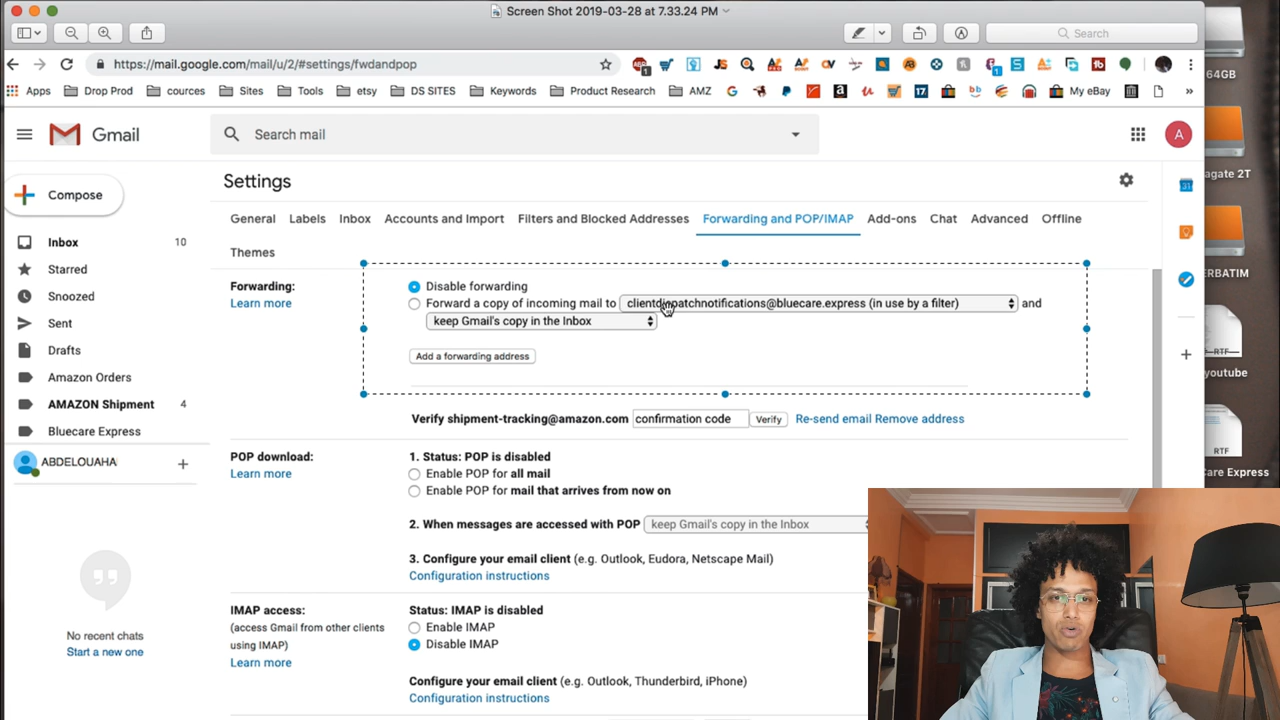 Screen Shot 2019-03-28 at 7.33.24 PM
Search
https://mail.google.com/mail/u/2/#settings/fwdandpop
Apps Drop Prod cources Sites Tools etsy DS SITES Keywords Product Research AMZ My eBay »
64GB
Gmail
Search mail
A
agate 2T
Settings
Compose
General Labels Inbox Accounts and Import Filters and Blocked Addresses Forwarding and POP/IMAP Add-ons Chat Advanced Offline
Themes
Inbox 10
Starred
Snoozed
Sent
Drafts
Amazon Orders
AMAZON Shipment 4
Bluecare Express
ABDELOUAHA
No recent chats
Start a new one
Forwarding:
Learn more
Disable forwarding
Forward a copy of incoming mail to (in use by a filter) and
keep Gmail's copy in the Inbox
Add a forwarding address
Verify shipment-tracking@amazon.com confirmation code Verify Re-send email Remove address
POP download:
Learn more
1. Status: POP is disabled
Enable POP for all mail
Enable POP for mail that arrives from now on
2. When messages are accessed with POP keep Gmail's copy in the Inbox
3. Configure your email client (e.g. Outlook, Eudora, Netscape Mail)
Configuration instructions
IMAP access:
(access Gmail from other clients
using IMAP)
Learn more
Status: IMAP is disabled
Enable IMAP
Disable IMAP
Configure your email client (e.g. Outlook, Thunderbird, iPhone)
Configuration instructions
ERBATIM
RTF
youtube
RTF
Care Express